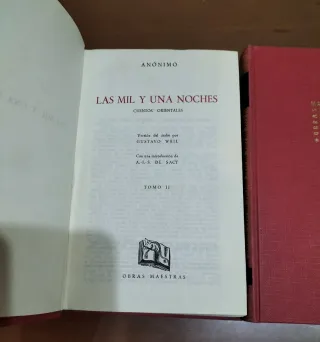 ANÓNIMO
LAS MIL Y UNA NOCHES
CUENTOS ORIENTALES
Versión del árabe por
GUSTAVO WEIL
Con una introducción de
A.-I.-S. DE SACY
TOMO II
OBRAS MAESTRAS